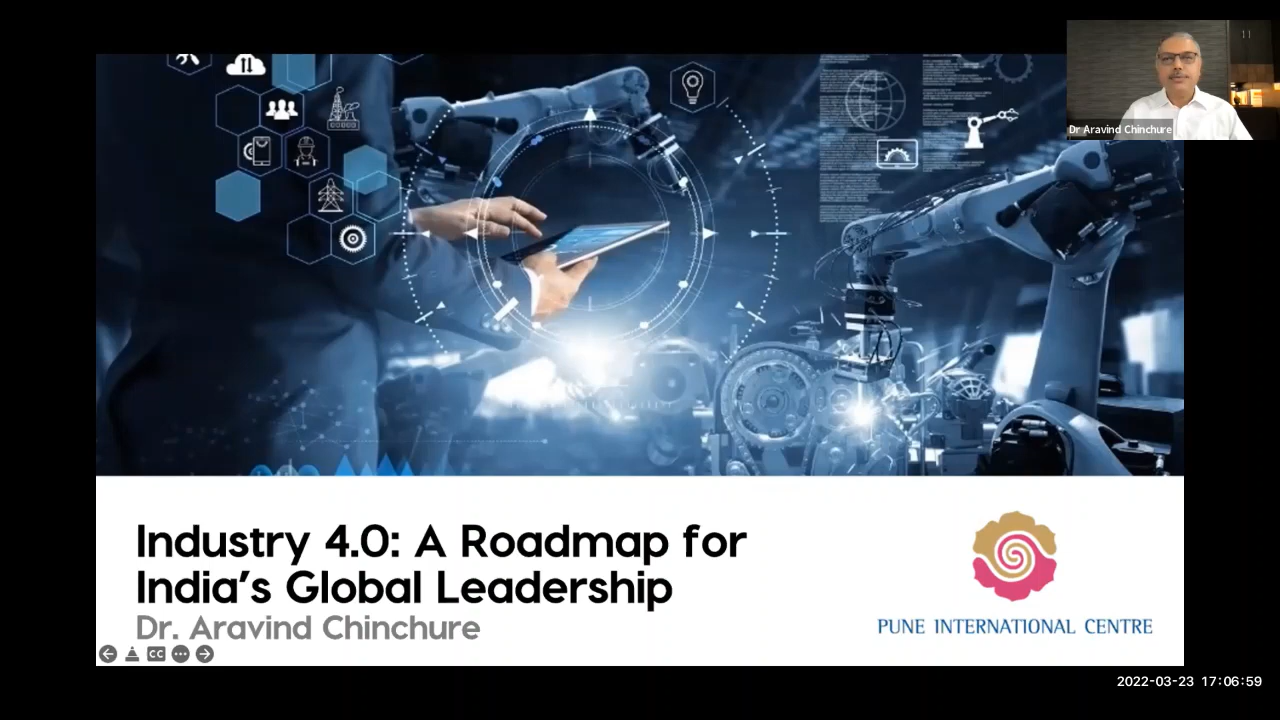 Dr Aravind Chinchure
Industry 4.0: A Roadmap for
India's Global Leadership
Dr. Aravind Chinchure
PUNE INTERNATIONAL CENTRE
CC
2022-03-23 17:06:59